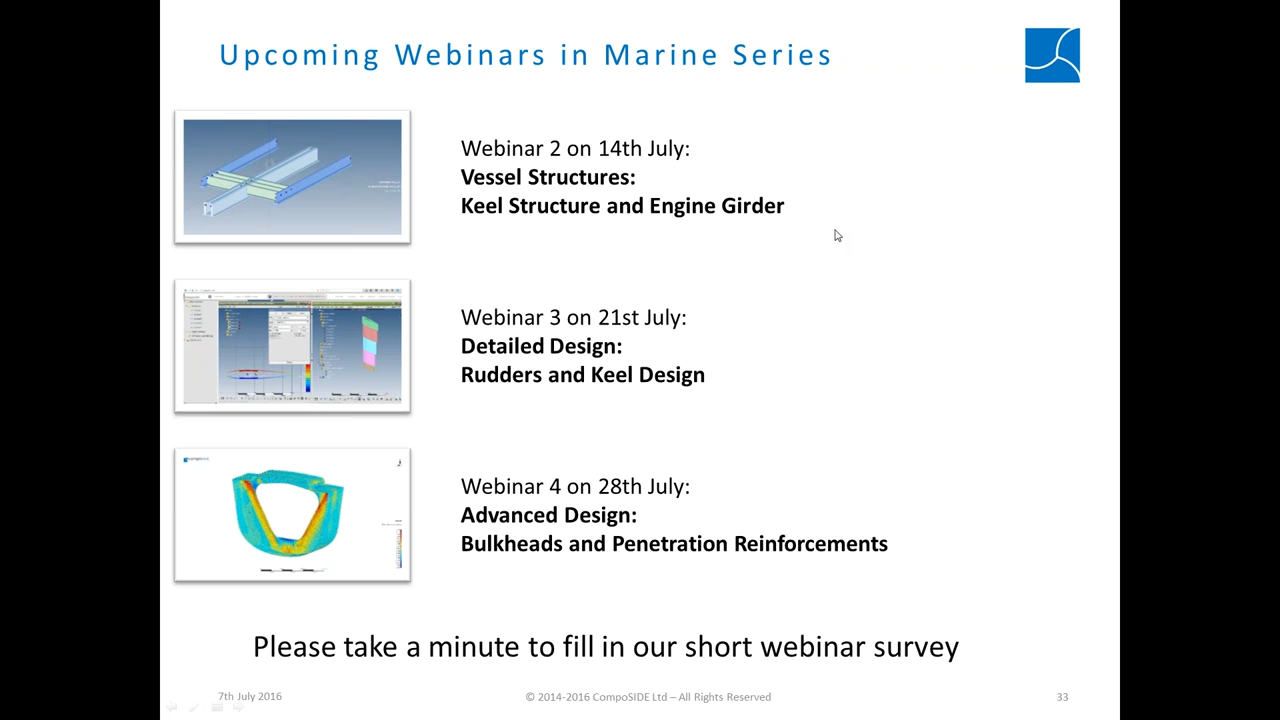 Upcoming Webinars in Marine Series
Webinar 2 on 14th July:
Vessel Structures:
Keel Structure and Engine Girder
Webinar 3 on 21st July:
Detailed Design:
Rudders and Keel Design
Webinar 4 on 28th July:
Advanced Design:
Bulkheads and Penetration Reinforcements
Please take a minute to fill in our short webinar survey
7th July 2016
© 2014-2016 CompoSIDE Ltd – All Rights Reserved
33